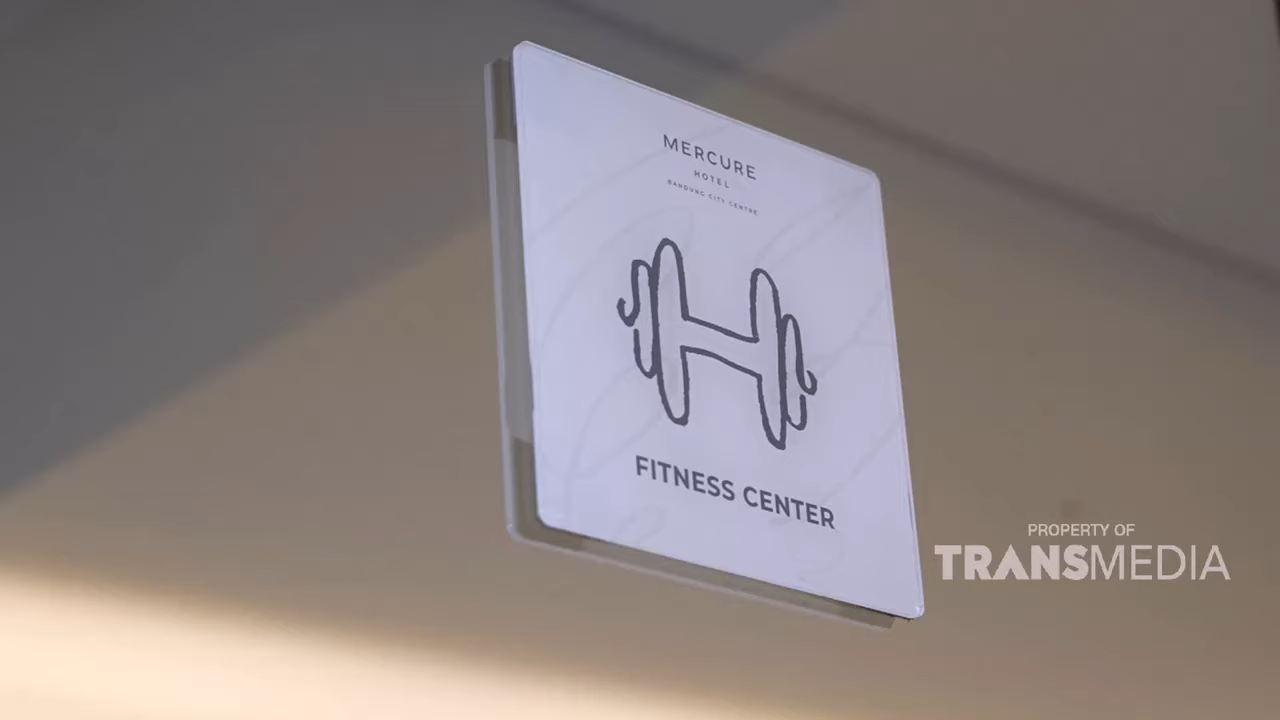 MERCURE
HOTEL
BANDUNG CITY CENTRE
FITNESS CENTER
PROPERTY OF
TRANSMEDIA